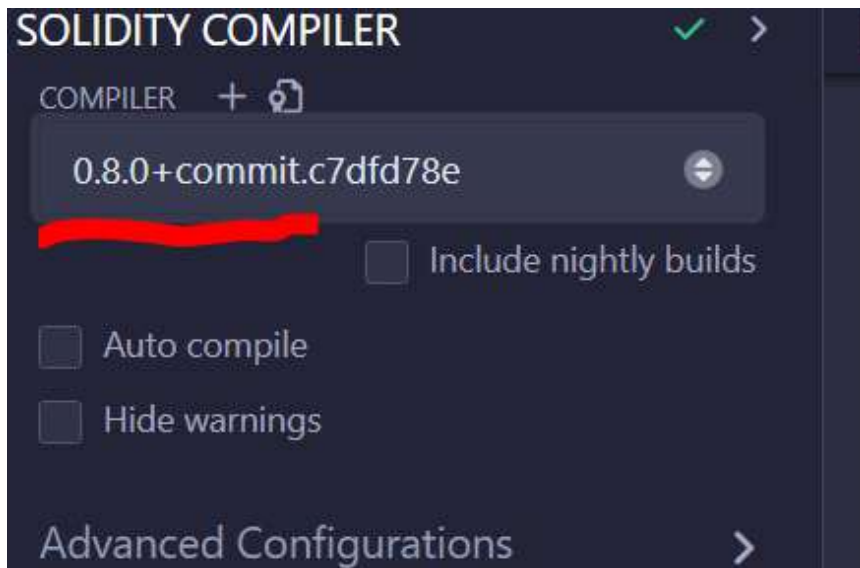 SOLIDITY COMPILER
COMPILER
0.8.0+commit.c7dfd78e
Include nightly builds
Auto compile
Hide warnings
Advanced Configurations